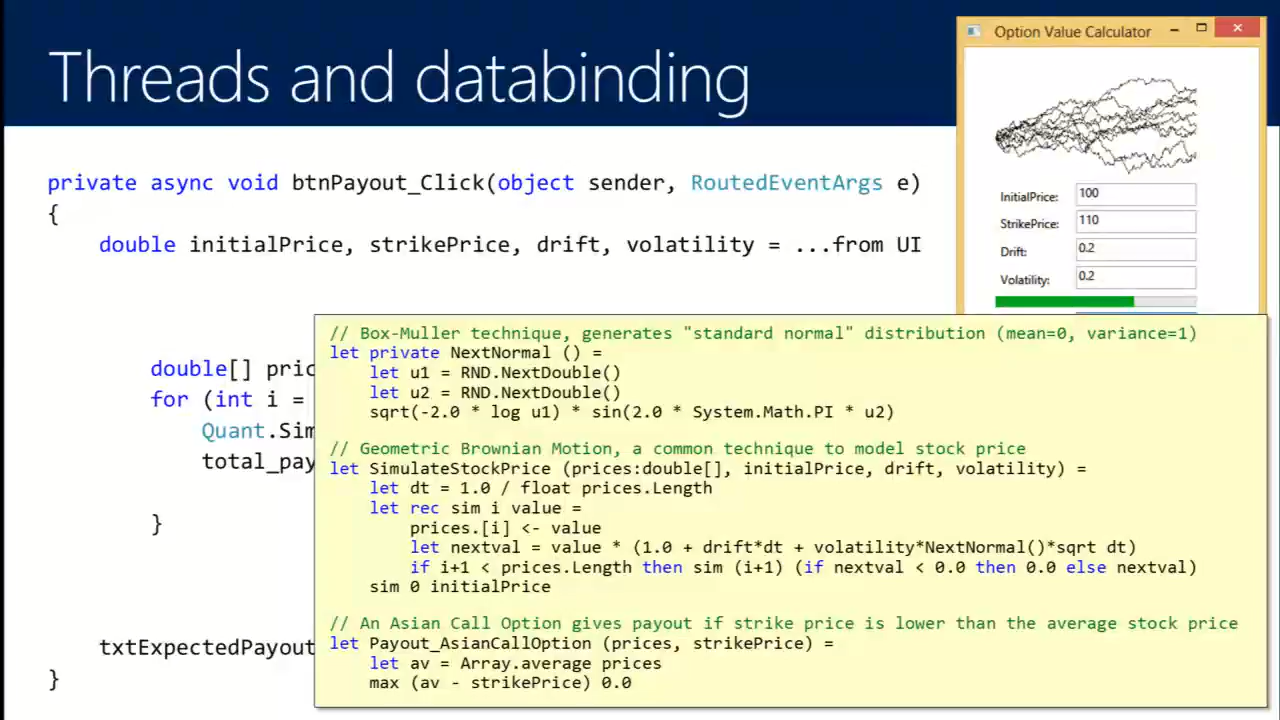 Threads and databinding
private async void btnPayout_Click(object sender, RoutedEventArgs e)
{
double initialPrice, strikePrice, drift, volatility = ...from UI
double[] pric
for (int i =
Quant.Sim
total_pay
}
txtExpectedPayout
}
Option Value Calculator
InitialPrice: 100
StrikePrice: 110
Drift: 0.2
Volatility: 0.2
// Box-Muller technique, generates "standard normal" distribution (mean=0, variance=1)
let private NextNormal () =
let u1 = RND.NextDouble()
let u2 = RND.NextDouble()
sqrt(-2.0 * log u1) * sin(2.0 * System.Math.PI * u2)
// Geometric Brownian Motion, a common technique to model stock price
let SimulateStockPrice (prices:double[], initialPrice, drift, volatility) =
let dt = 1.0 / float prices.Length
let rec sim i value =
prices.[i] <- value
let nextval = value * (1.0 + drift*dt + volatility*NextNormal()*sqrt dt)
if i+1 < prices.Length then sim (i+1) (if nextval < 0.0 then 0.0 else nextval)
sim 0 initialPrice
// An Asian Call Option gives payout if strike price is lower than the average stock price
let Payout_AsianCallOption (prices, strikePrice) =
let av = Array.average prices
max (av - strikePrice) 0.0